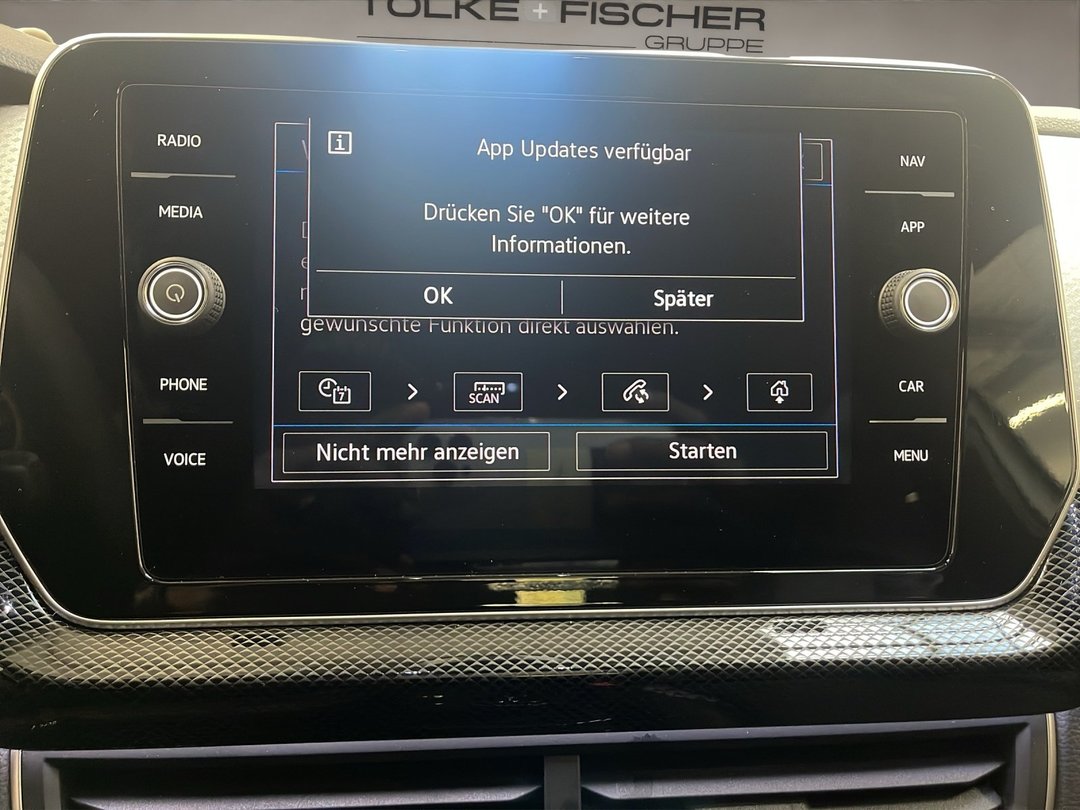 TOLKE + FISCHER
GRUPPE
RADIO
MEDIA
PHONE
VOICE
App Updates verfügbar
Drücken Sie "OK" für weitere
Informationen.
OK
Später
gewünschte Funktion direkt auswählen.
7
SCAN
Nicht mehr anzeigen
Starten
NAV
APP
CAR
MENU